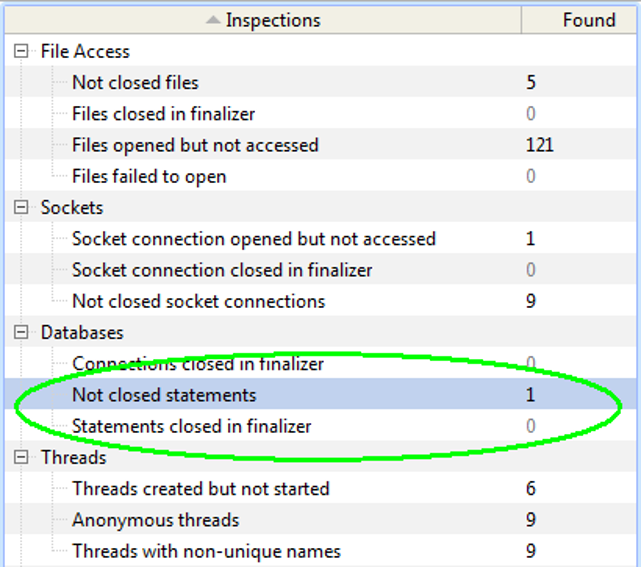 Inspections Found
File Access
Not closed files 5
Files closed in finalizer 0
Files opened but not accessed 121
Files failed to open 0
Sockets
Socket connection opened but not accessed 1
Socket connection closed in finalizer 0
Not closed socket connections 9
Databases
Connections closed in finalizer 0
Not closed statements 1
Statements closed in finalizer 0
Threads
Threads created but not started 6
Anonymous threads 9
Threads with non-unique names 9